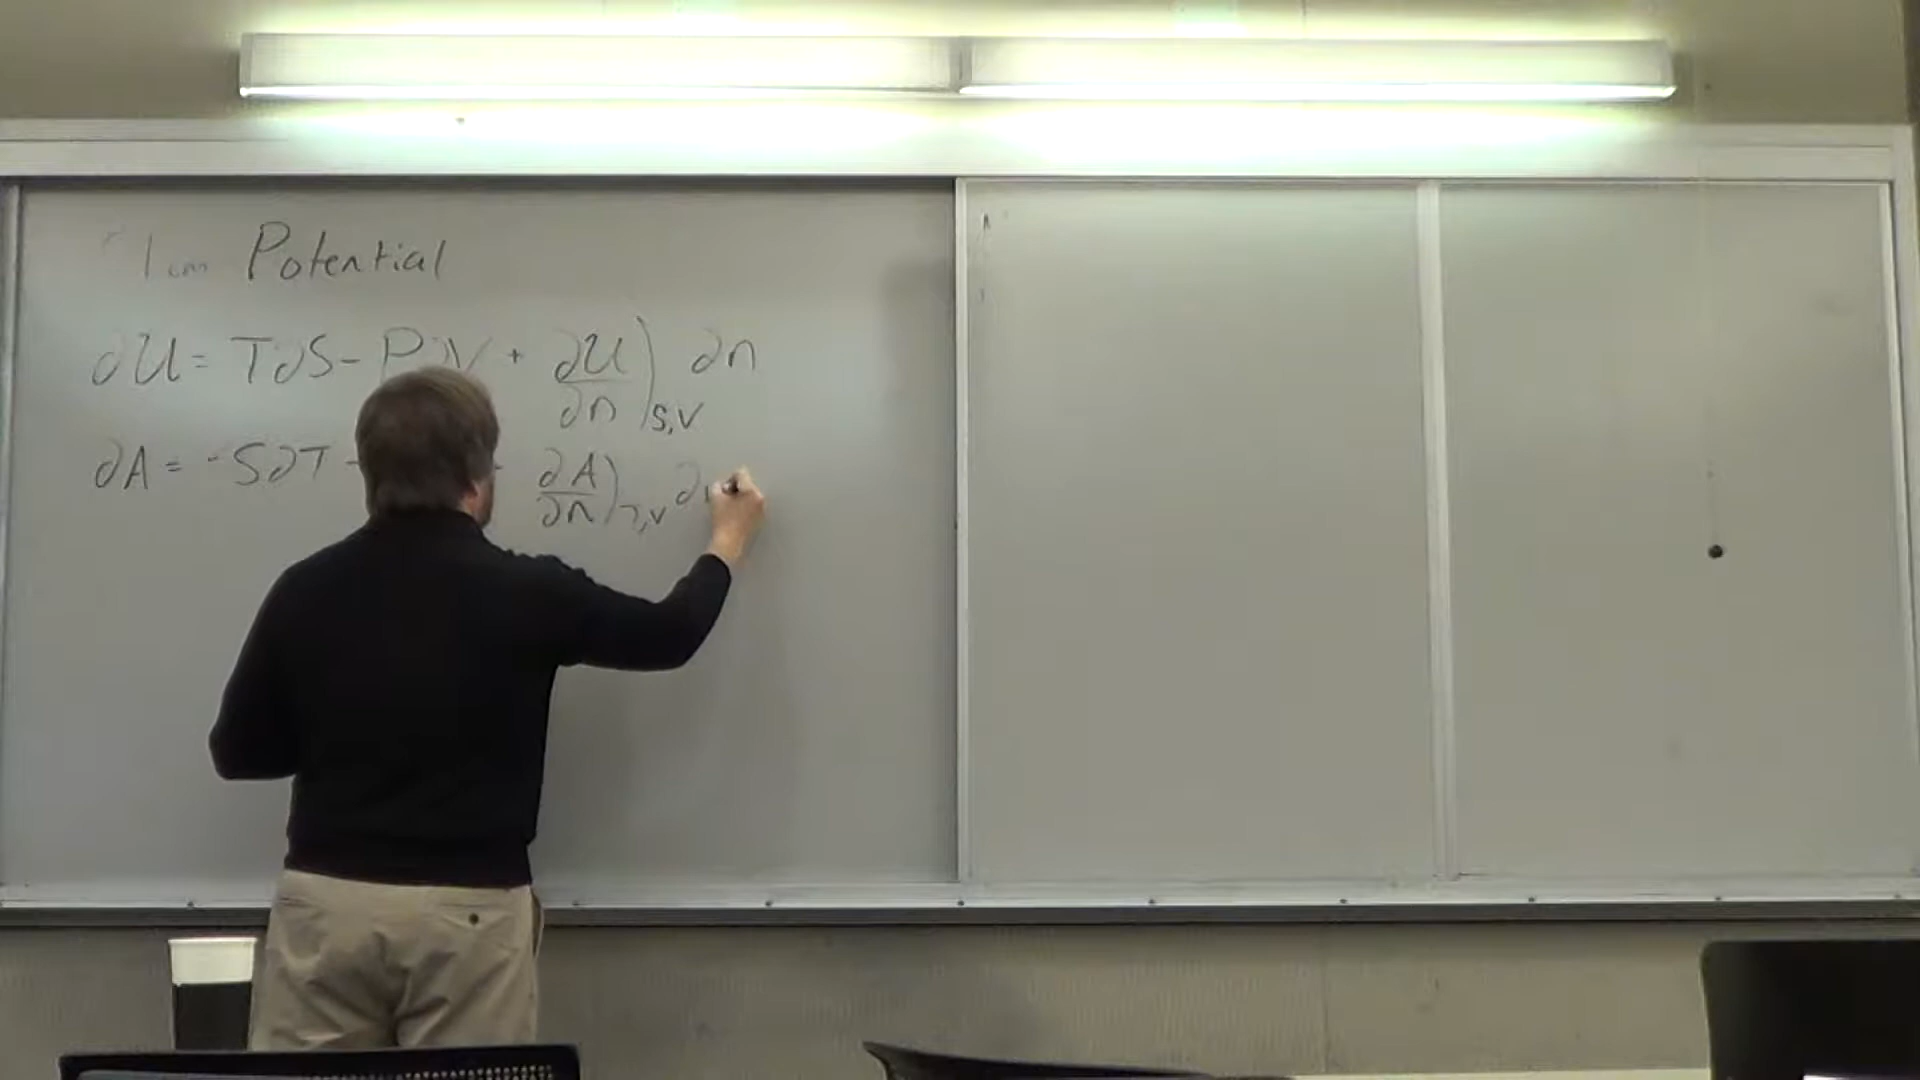 Potential
∂U = T∂S - P∂V + ∂U/∂n)S,V ∂n
∂A = -S∂T - ∂A/∂n)T,V ∂